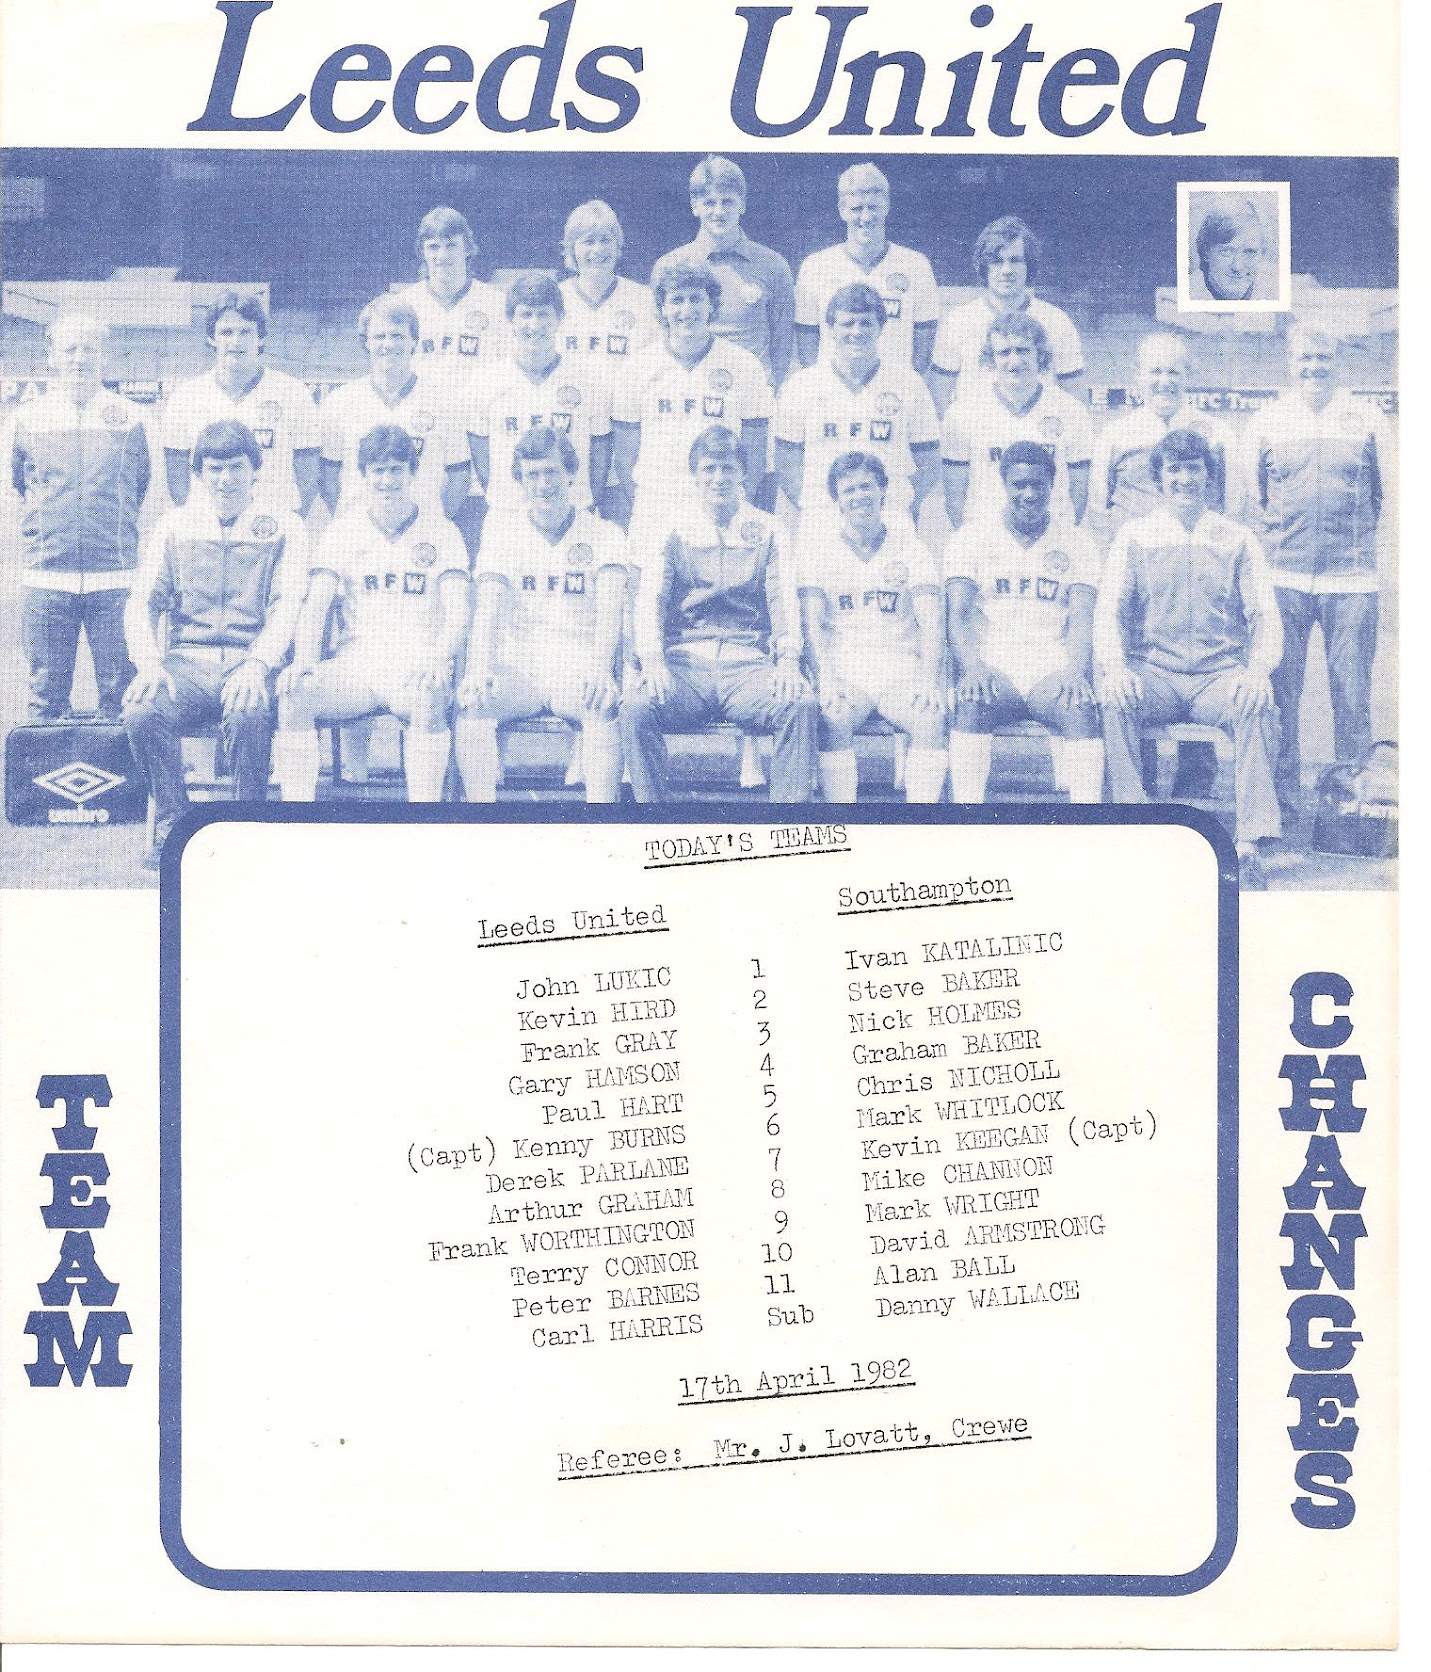 Leeds United
RFW
RFW
RFW
RFW
RFW
RFW
RFW
RFW
RFW
umbro
TODAY'S TEAMS
Leeds United Southampton
John LUKIC 1 Ivan KATALINIC
Kevin HIRD 2 Steve BAKER
Frank GRAY 3 Nick HOLMES
Gary HAMSON 4 Graham BAKER
Paul HART 5 Chris NICHOLL
(Capt) Kenny BURNS 6 Mark WHITLOCK
Derek PARLANE 7 Kevin KEEGAN (Capt)
Arthur GRAHAM 8 Mike CHANNON
Frank WORTHINGTON 9 Mark WRIGHT
Terry CONNOR 10 David ARMSTRONG
Peter BARNES 11 Alan BALL
Carl HARRIS Sub Danny WALLACE
17th April 1982
Referee: Mr. J. Lovatt, Crewe
TEAM
CHANGES